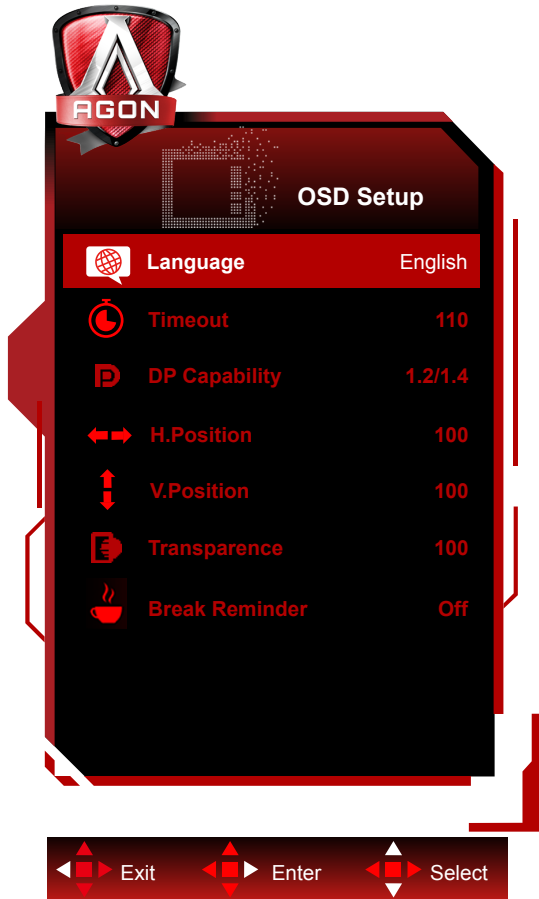 AGON
OSD Setup
Language English
Timeout 110
DP Capability 1.2/1.4
H.Position 100
V.Position 100
Transparence 100
Break Reminder Off
Exit Enter Select